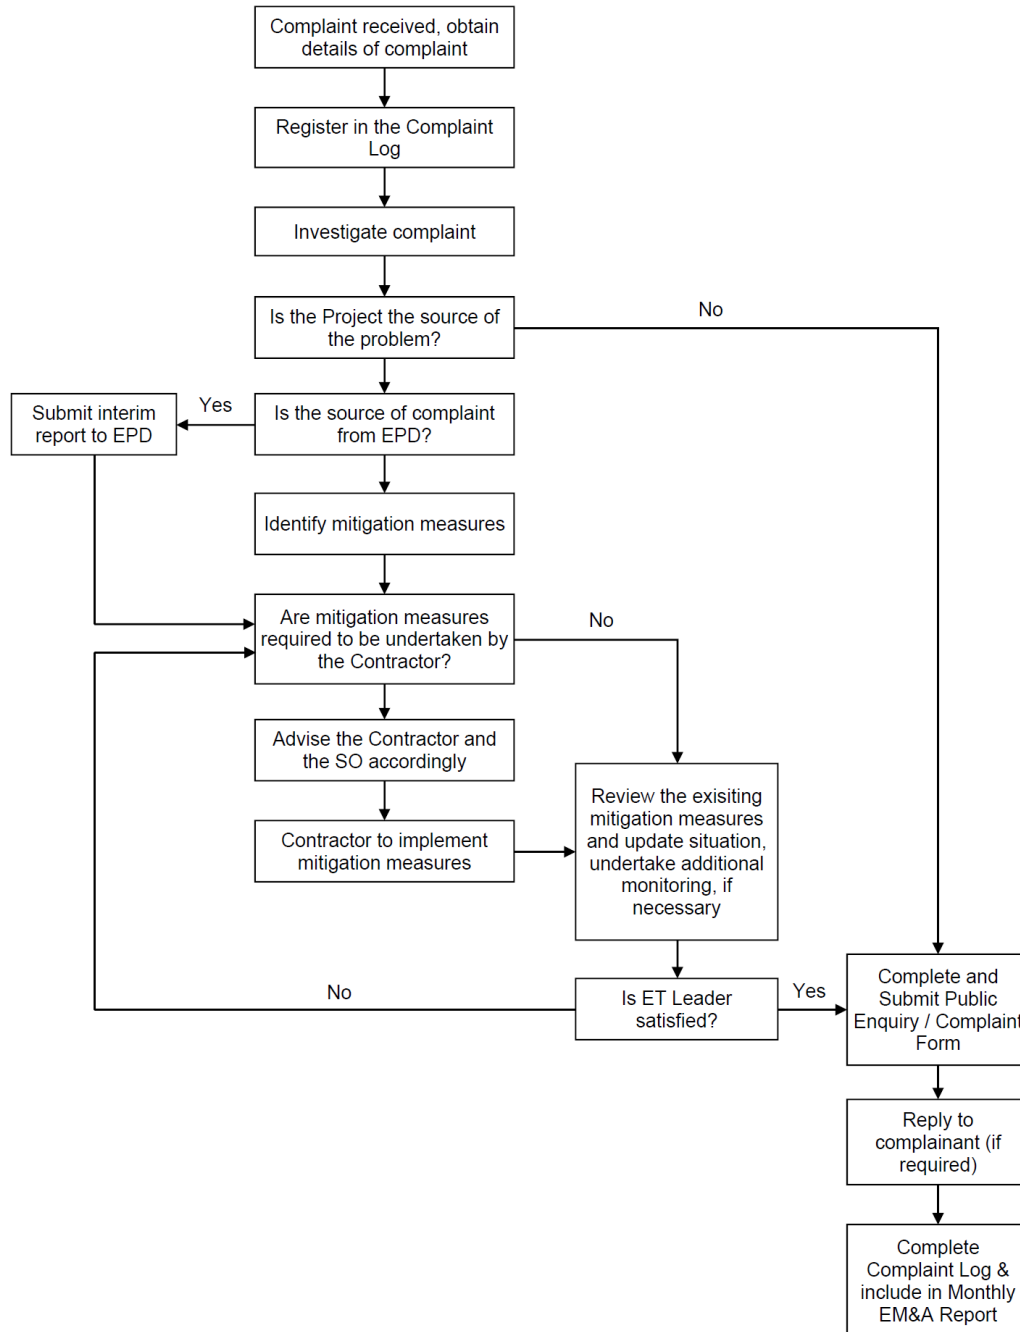 Complaint received, obtain
details of complaint
Register in the Complaint
Log
Investigate complaint
Is the Project the source of
the problem?
No
Submit interim
report to EPD
Yes
Is the source of complaint
from EPD?
Identify mitigation measures
Are mitigation measures
required to be undertaken by
the Contractor?
No
Advise the Contractor and
the SO accordingly
Contractor to implement
mitigation measures
Review the exisiting
mitigation measures
and update situation,
undertake additional
monitoring, if
necessary
No
Is ET Leader
satisfied?
Yes
Complete and
Submit Public
Enquiry / Complaint
Form
Reply to
complainant (if
required)
Complete
Complaint Log &
include in Monthly
EM&A Report